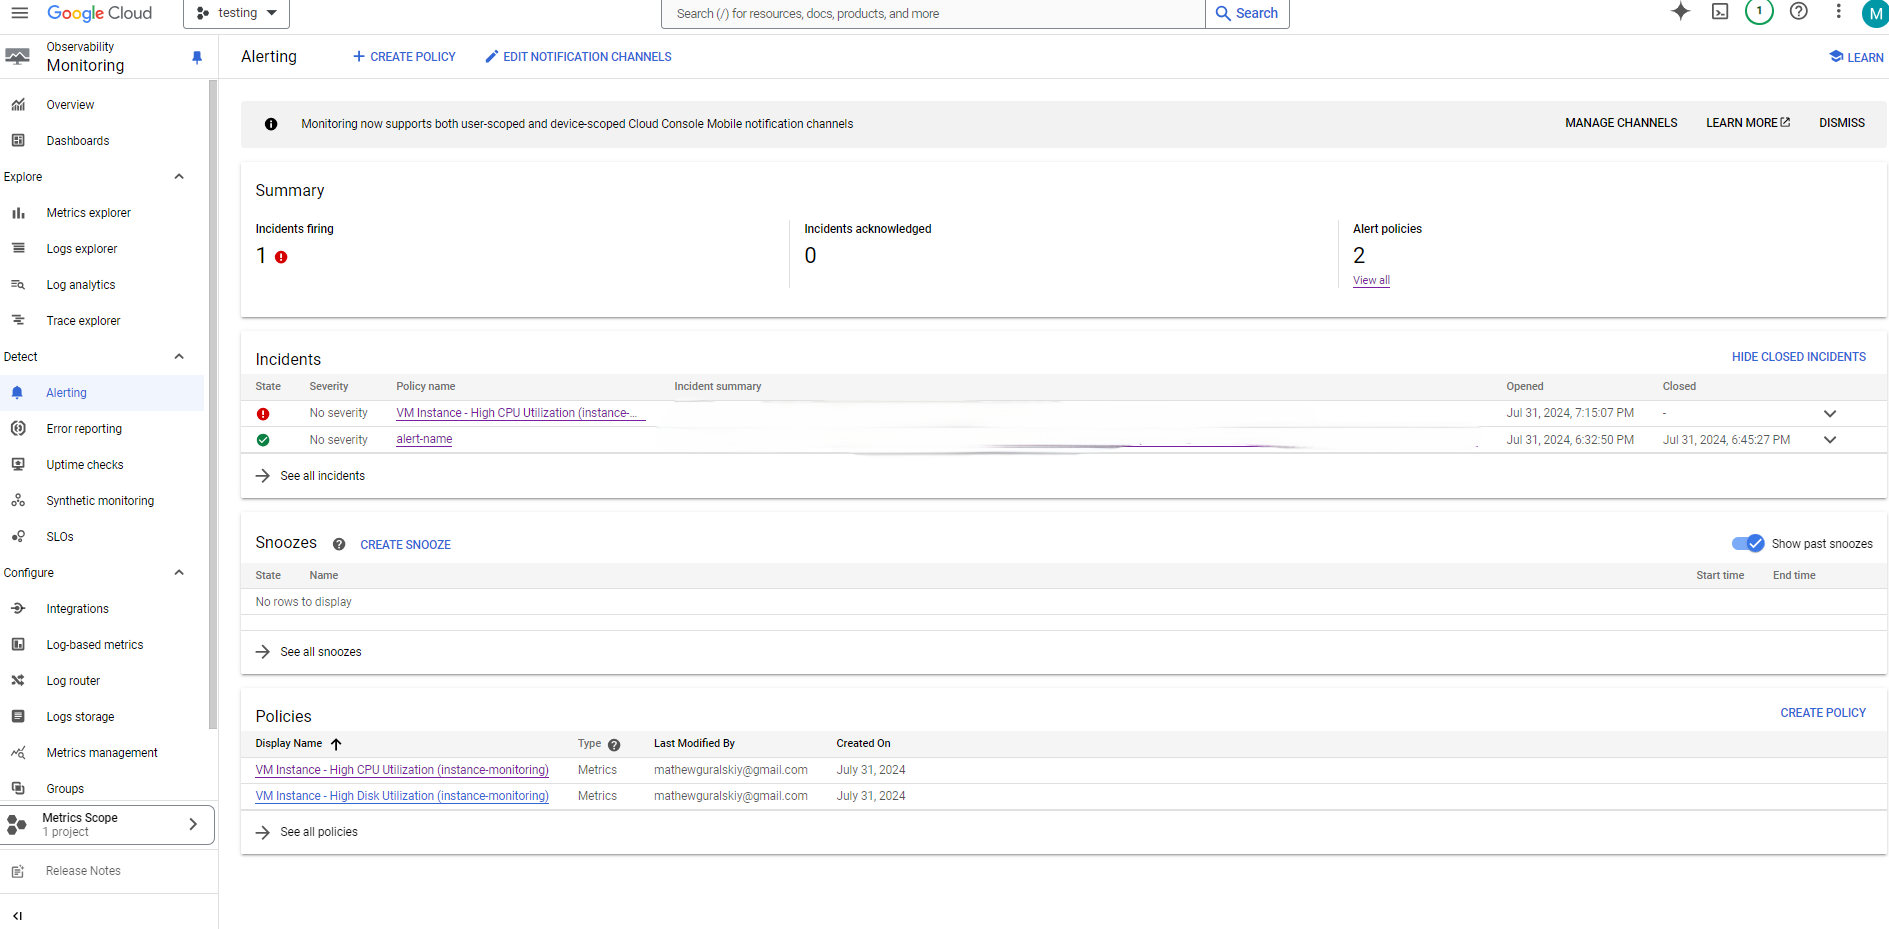 Google Cloud
testing
Search (/) for resources, docs, products, and more
Search
1
M
Observability
Monitoring
Alerting
CREATE POLICY
EDIT NOTIFICATION CHANNELS
LEARN
Overview
Dashboards
Explore
Metrics explorer
Logs explorer
Log analytics
Trace explorer
Detect
Alerting
Error reporting
Uptime checks
Synthetic monitoring
SLOs
Configure
Integrations
Log-based metrics
Log router
Logs storage
Metrics management
Groups
Metrics Scope
1 project
Release Notes
Monitoring now supports both user-scoped and device-scoped Cloud Console Mobile notification channels
MANAGE CHANNELS
LEARN MORE
DISMISS
Summary
Incidents firing
1
Incidents acknowledged
0
Alert policies
2
View all
Incidents
HIDE CLOSED INCIDENTS
State Severity Policy name Incident summary Opened Closed
No severity VM Instance - High CPU Utilization (instance-... Jul 31, 2024, 7:15:07 PM -
No severity alert-name Jul 31, 2024, 6:32:50 PM Jul 31, 2024, 6:45:27 PM
See all incidents
Snoozes
CREATE SNOOZE
Show past snoozes
State Name Start time End time
No rows to display
See all snoozes
Policies
CREATE POLICY
Display Name Type Last Modified By Created On
VM Instance - High CPU Utilization (instance-monitoring) Metrics mathewguralskiy@gmail.com July 31, 2024
VM Instance - High Disk Utilization (instance-monitoring) Metrics mathewguralskiy@gmail.com July 31, 2024
See all policies